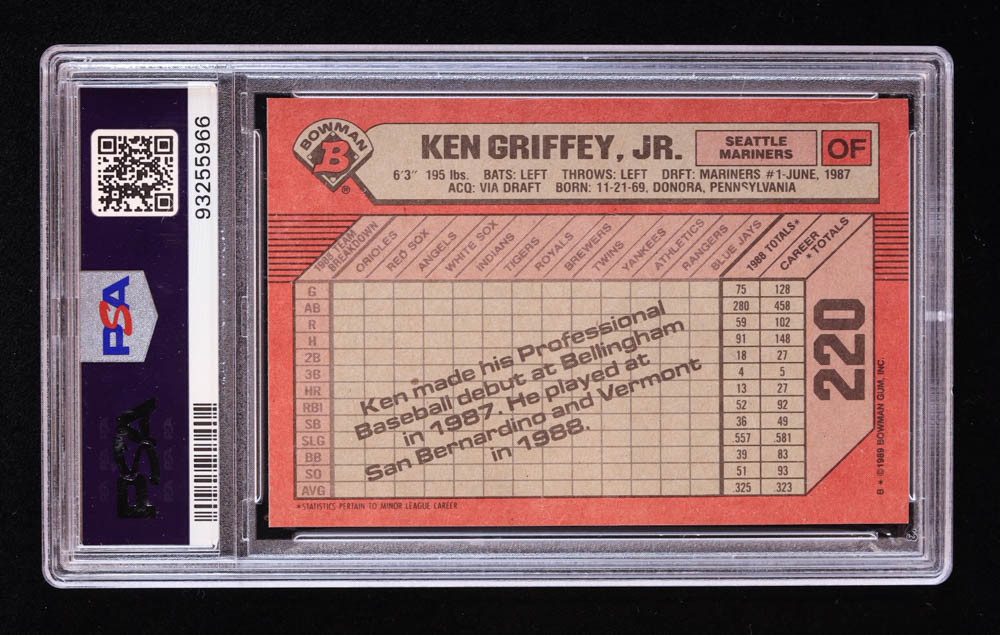 93255966
PSA
PSA
BOWMAN
B
®
KEN GRIFFEY, JR.
SEATTLE
MARINERS
OF
6'3" 195 lbs. BATS: LEFT THROWS: LEFT DRFT: MARINERS #1-JUNE, 1987
ACQ: VIA DRAFT BORN: 11-21-69, DONORA, PENNSYLVANIA
1988 TEAM
BREAKDOWN
ORIOLES
RED SOX
ANGELS
WHITE SOX
INDIANS
TIGERS
ROYALS
BREWERS
TWINS
YANKEES
ATHLETICS
RANGERS
BLUE JAYS
1988 TOTALS*
CAREER
*TOTALS
G 75 128
AB 280 458
R 59 102
H 91 148
2B 18 27
3B 4 5
HR 13 27
RBI 52 92
SB 36 49
SLG .557 .581
BB 39 83
SO 51 93
AVG .325 .323
Ken made his Professional
Baseball debut at Bellingham
in 1987. He played at
San Bernardino and Vermont
in 1988.
220
*STATISTICS PERTAIN TO MINOR LEAGUE CAREER
B * ©1989 BOWMAN GUM, INC.